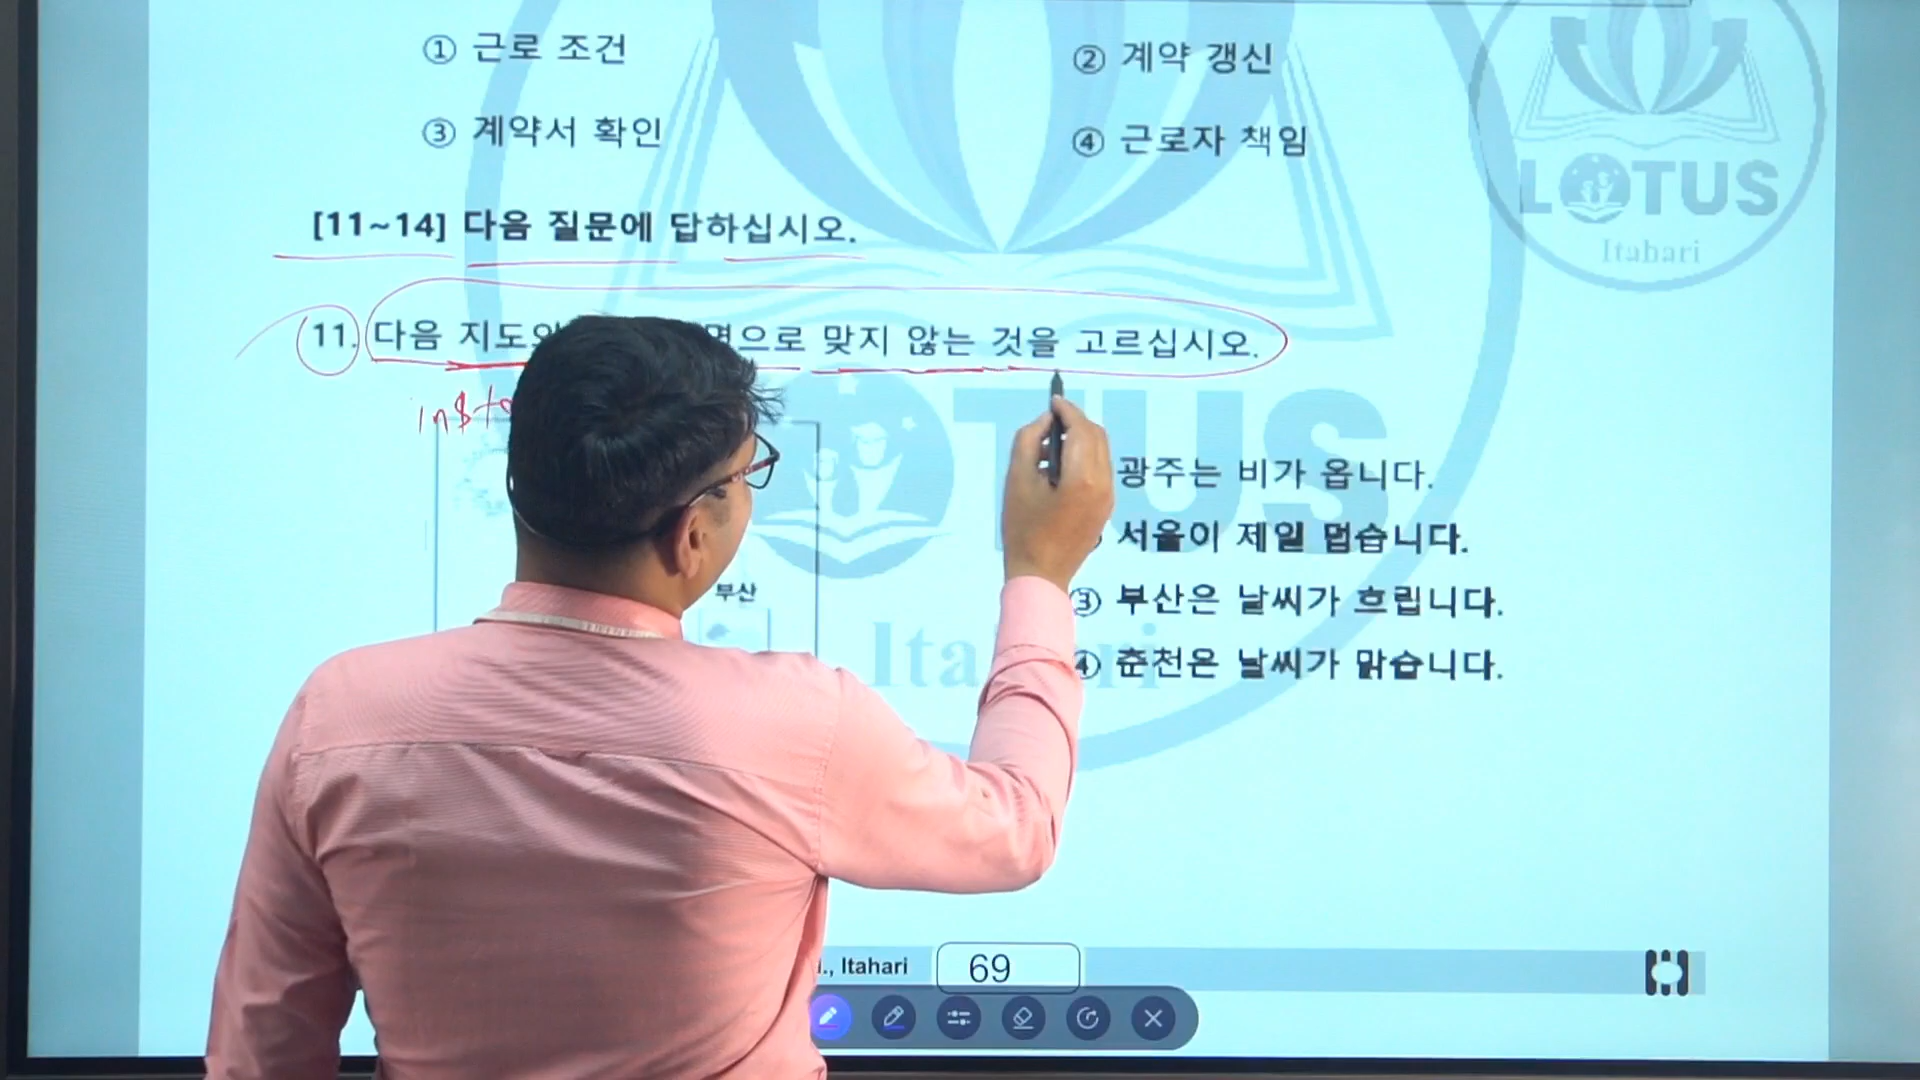 ① 근로 조건
② 계약 갱신
③ 계약서 확인
④ 근로자 책임
LOTUS
Itahari
[11~14] 다음 질문에 답하십시오.
11. 다음 지도 명으로 맞지 않는 것을 고르십시오.
광주는 비가 옵니다.
서울이 제일 덥습니다.
부산
③ 부산은 날씨가 흐립니다.
④ 춘천은 날씨가 맑습니다.
Itahari
69